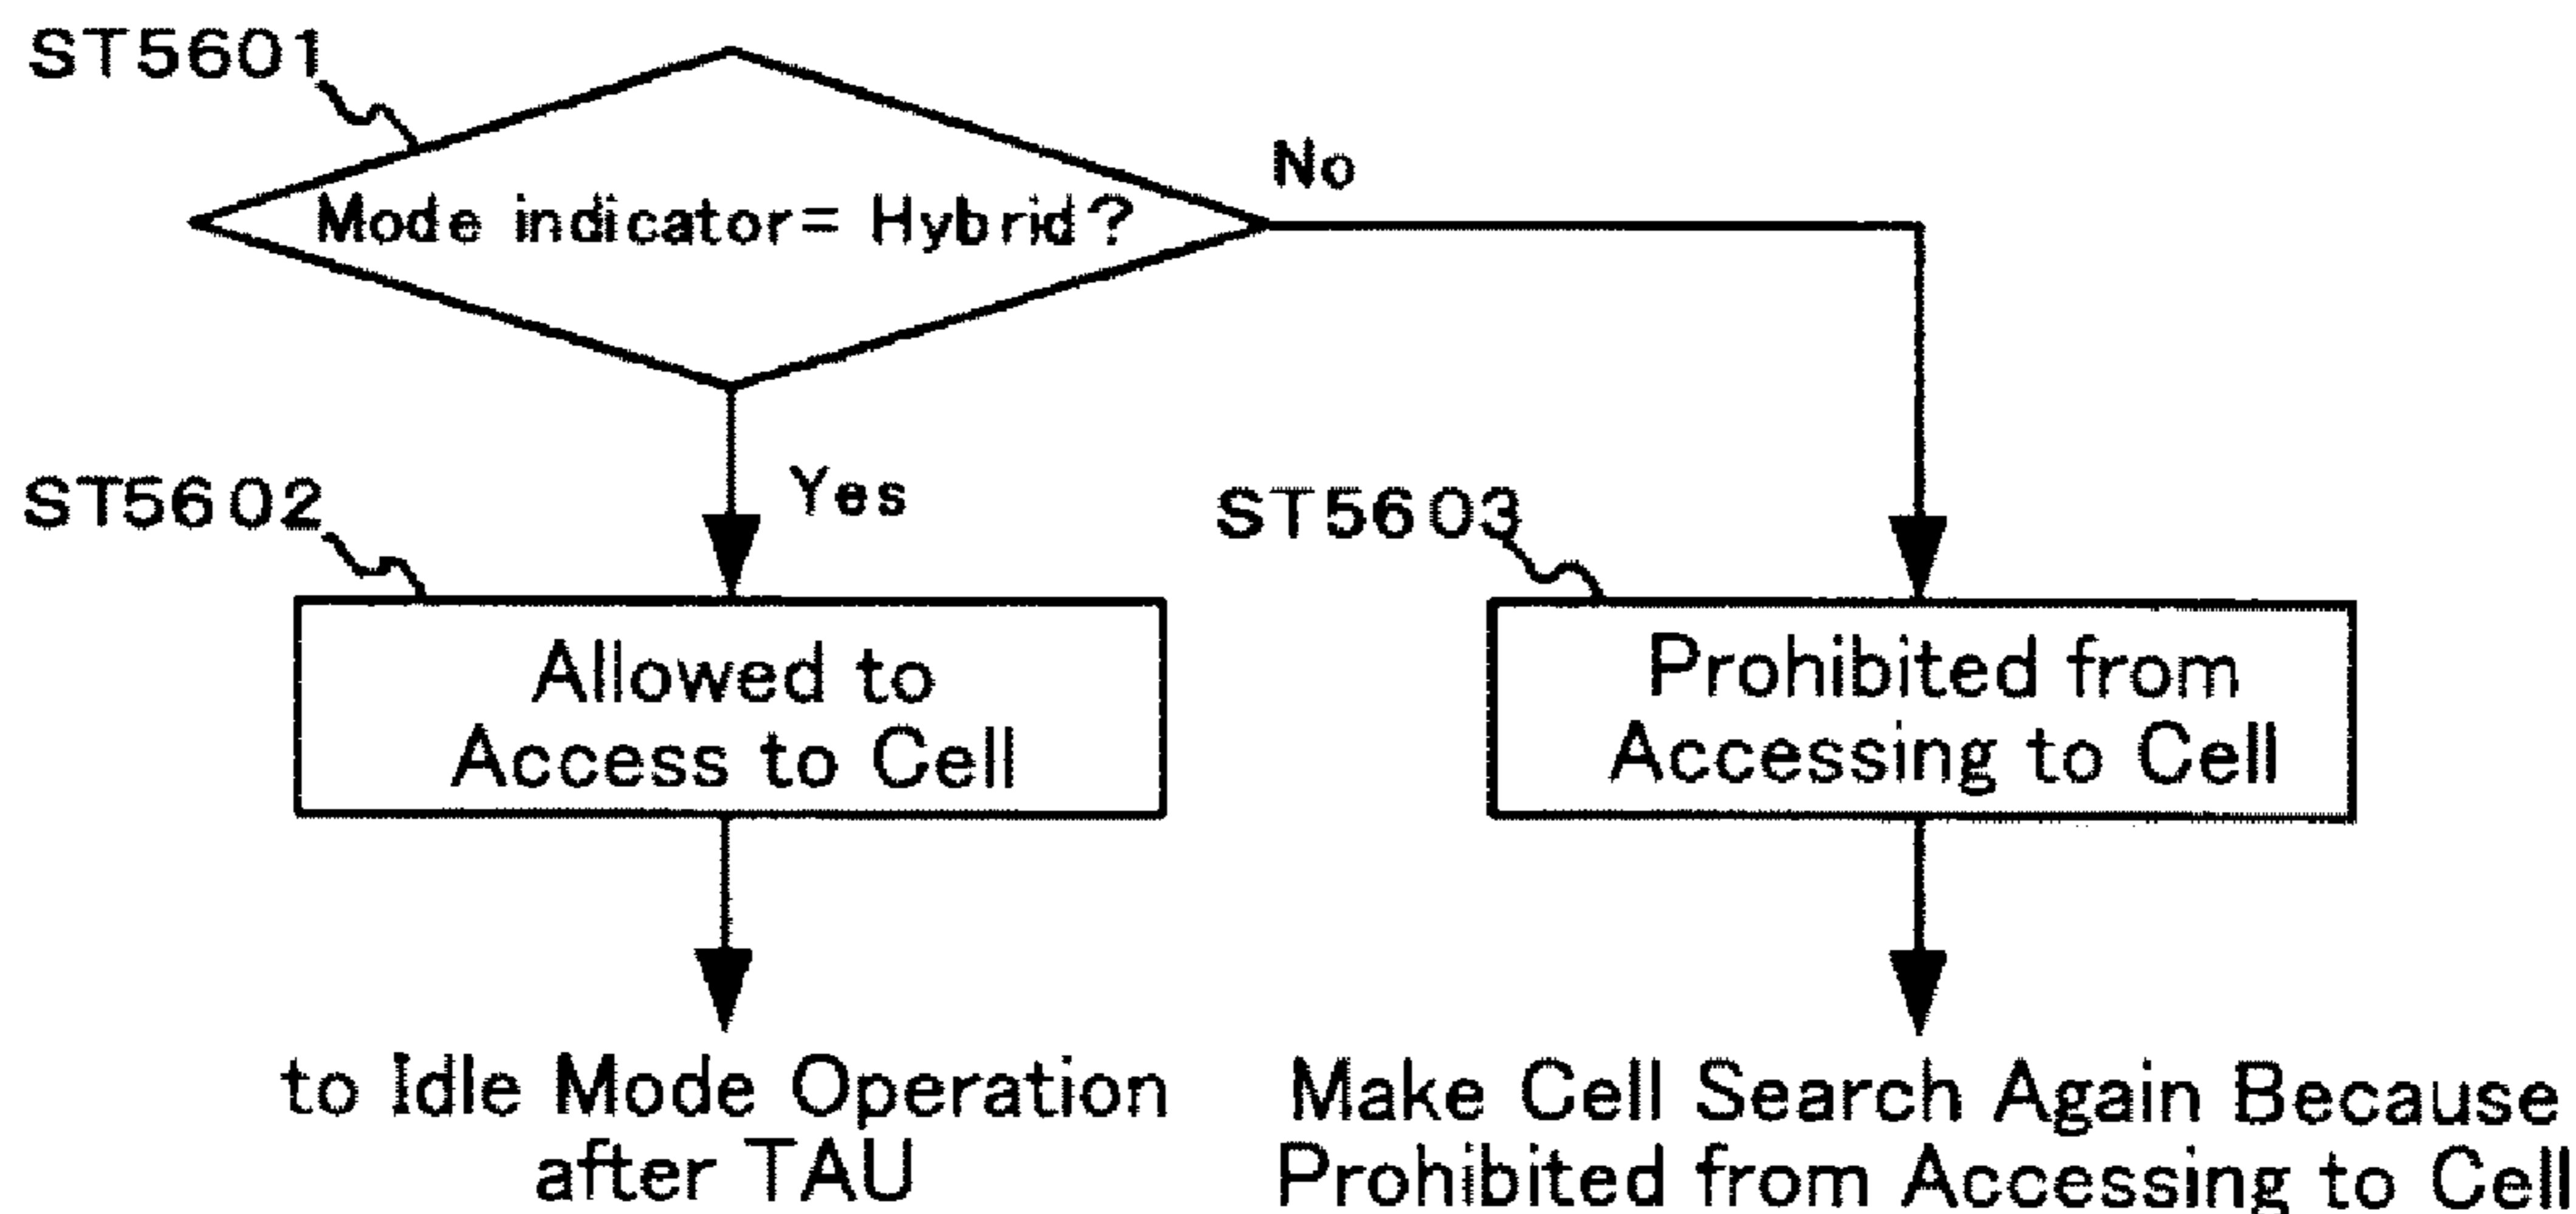 ST5601
Mode indicator= Hybrid?
No
Yes
ST5602
ST5603
Allowed to
Access to Cell
Prohibited from
Accessing to Cell
to Idle Mode Operation
after TAU
Make Cell Search Again Because
Prohibited from Accessing to Cell